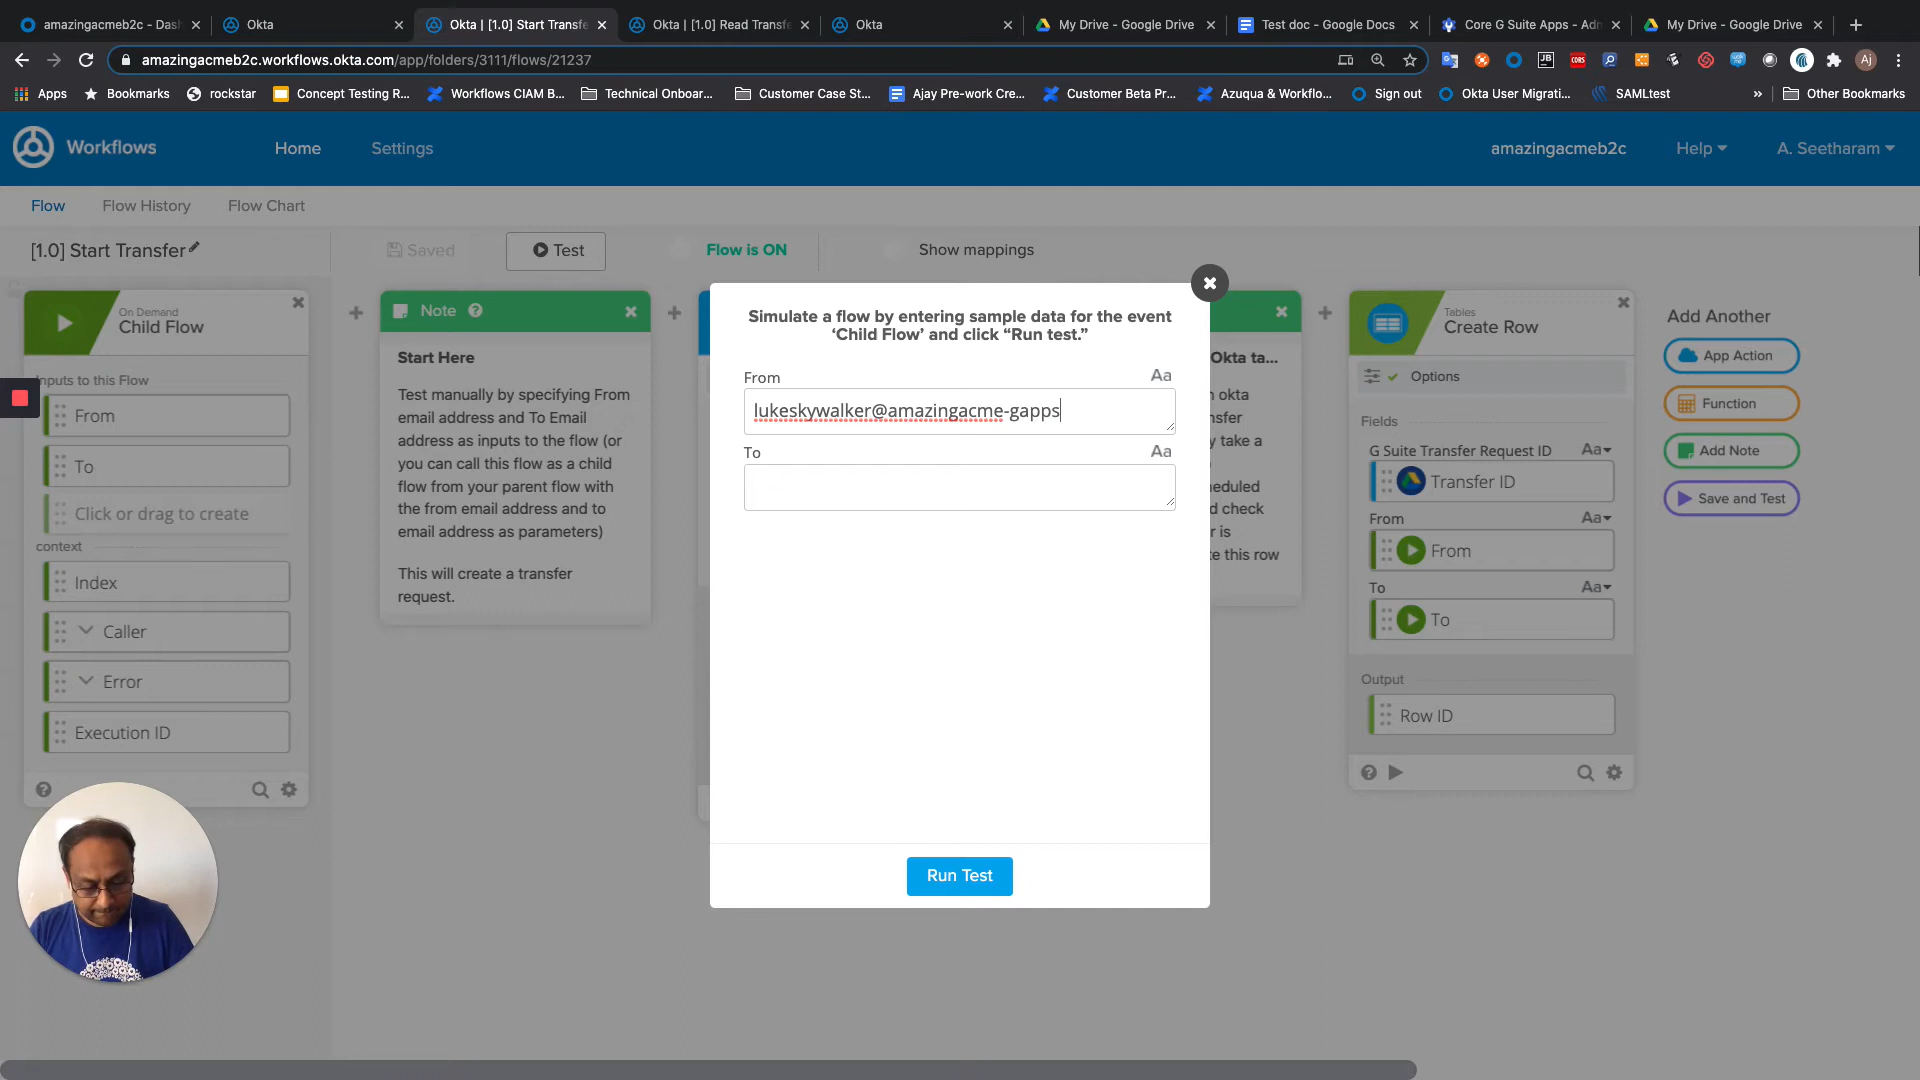 amazingacmeb2c - Dash
Okta
Okta | [1.0] Start Transfe
Okta | [1.0] Read Transfe
Okta
My Drive - Google Drive
Test doc - Google Docs
Core G Suite Apps - Adm
My Drive - Google Drive
amazingacmeb2c.workflows.okta.com/app/folders/3111/flows/21237
Aj
Apps
Bookmarks
rockstar
Concept Testing R...
Workflows CIAM B...
Technical Onboar...
Customer Case St...
Ajay Pre-work Cre...
Customer Beta Pr...
Azuqua & Workflo...
Sign out
Okta User Migrati...
SAMLtest
»
Other Bookmarks
Workflows
Home
Settings
amazingacmeb2c
Help
A. Seetharam
Flow
Flow History
Flow Chart
[1.0] Start Transfer
Saved
Test
Flow is ON
Show mappings
On Demand
Child Flow
Inputs to this Flow
From
To
Click or drag to create
context
Index
Caller
Error
Execution ID
Note
Start Here
Test manually by specifying From
email address and To Email
address as inputs to the flow (or
you can call this flow as a child
flow from your parent flow with
the from email address and to
email address as parameters)
This will create a transfer
request.
Simulate a flow by entering sample data for the event
‘Child Flow’ and click “Run test.”
From
Aa
lukeskywalker@amazingacme-gapps
To
Aa
Run Test
Okta ta...
okta
take a
check
is
this row
Tables
Create Row
Options
Fields
G Suite Transfer Request ID
Aa
Transfer ID
From
Aa
From
To
Aa
To
Output
Row ID
Add Another
App Action
Function
Add Note
Save and Test